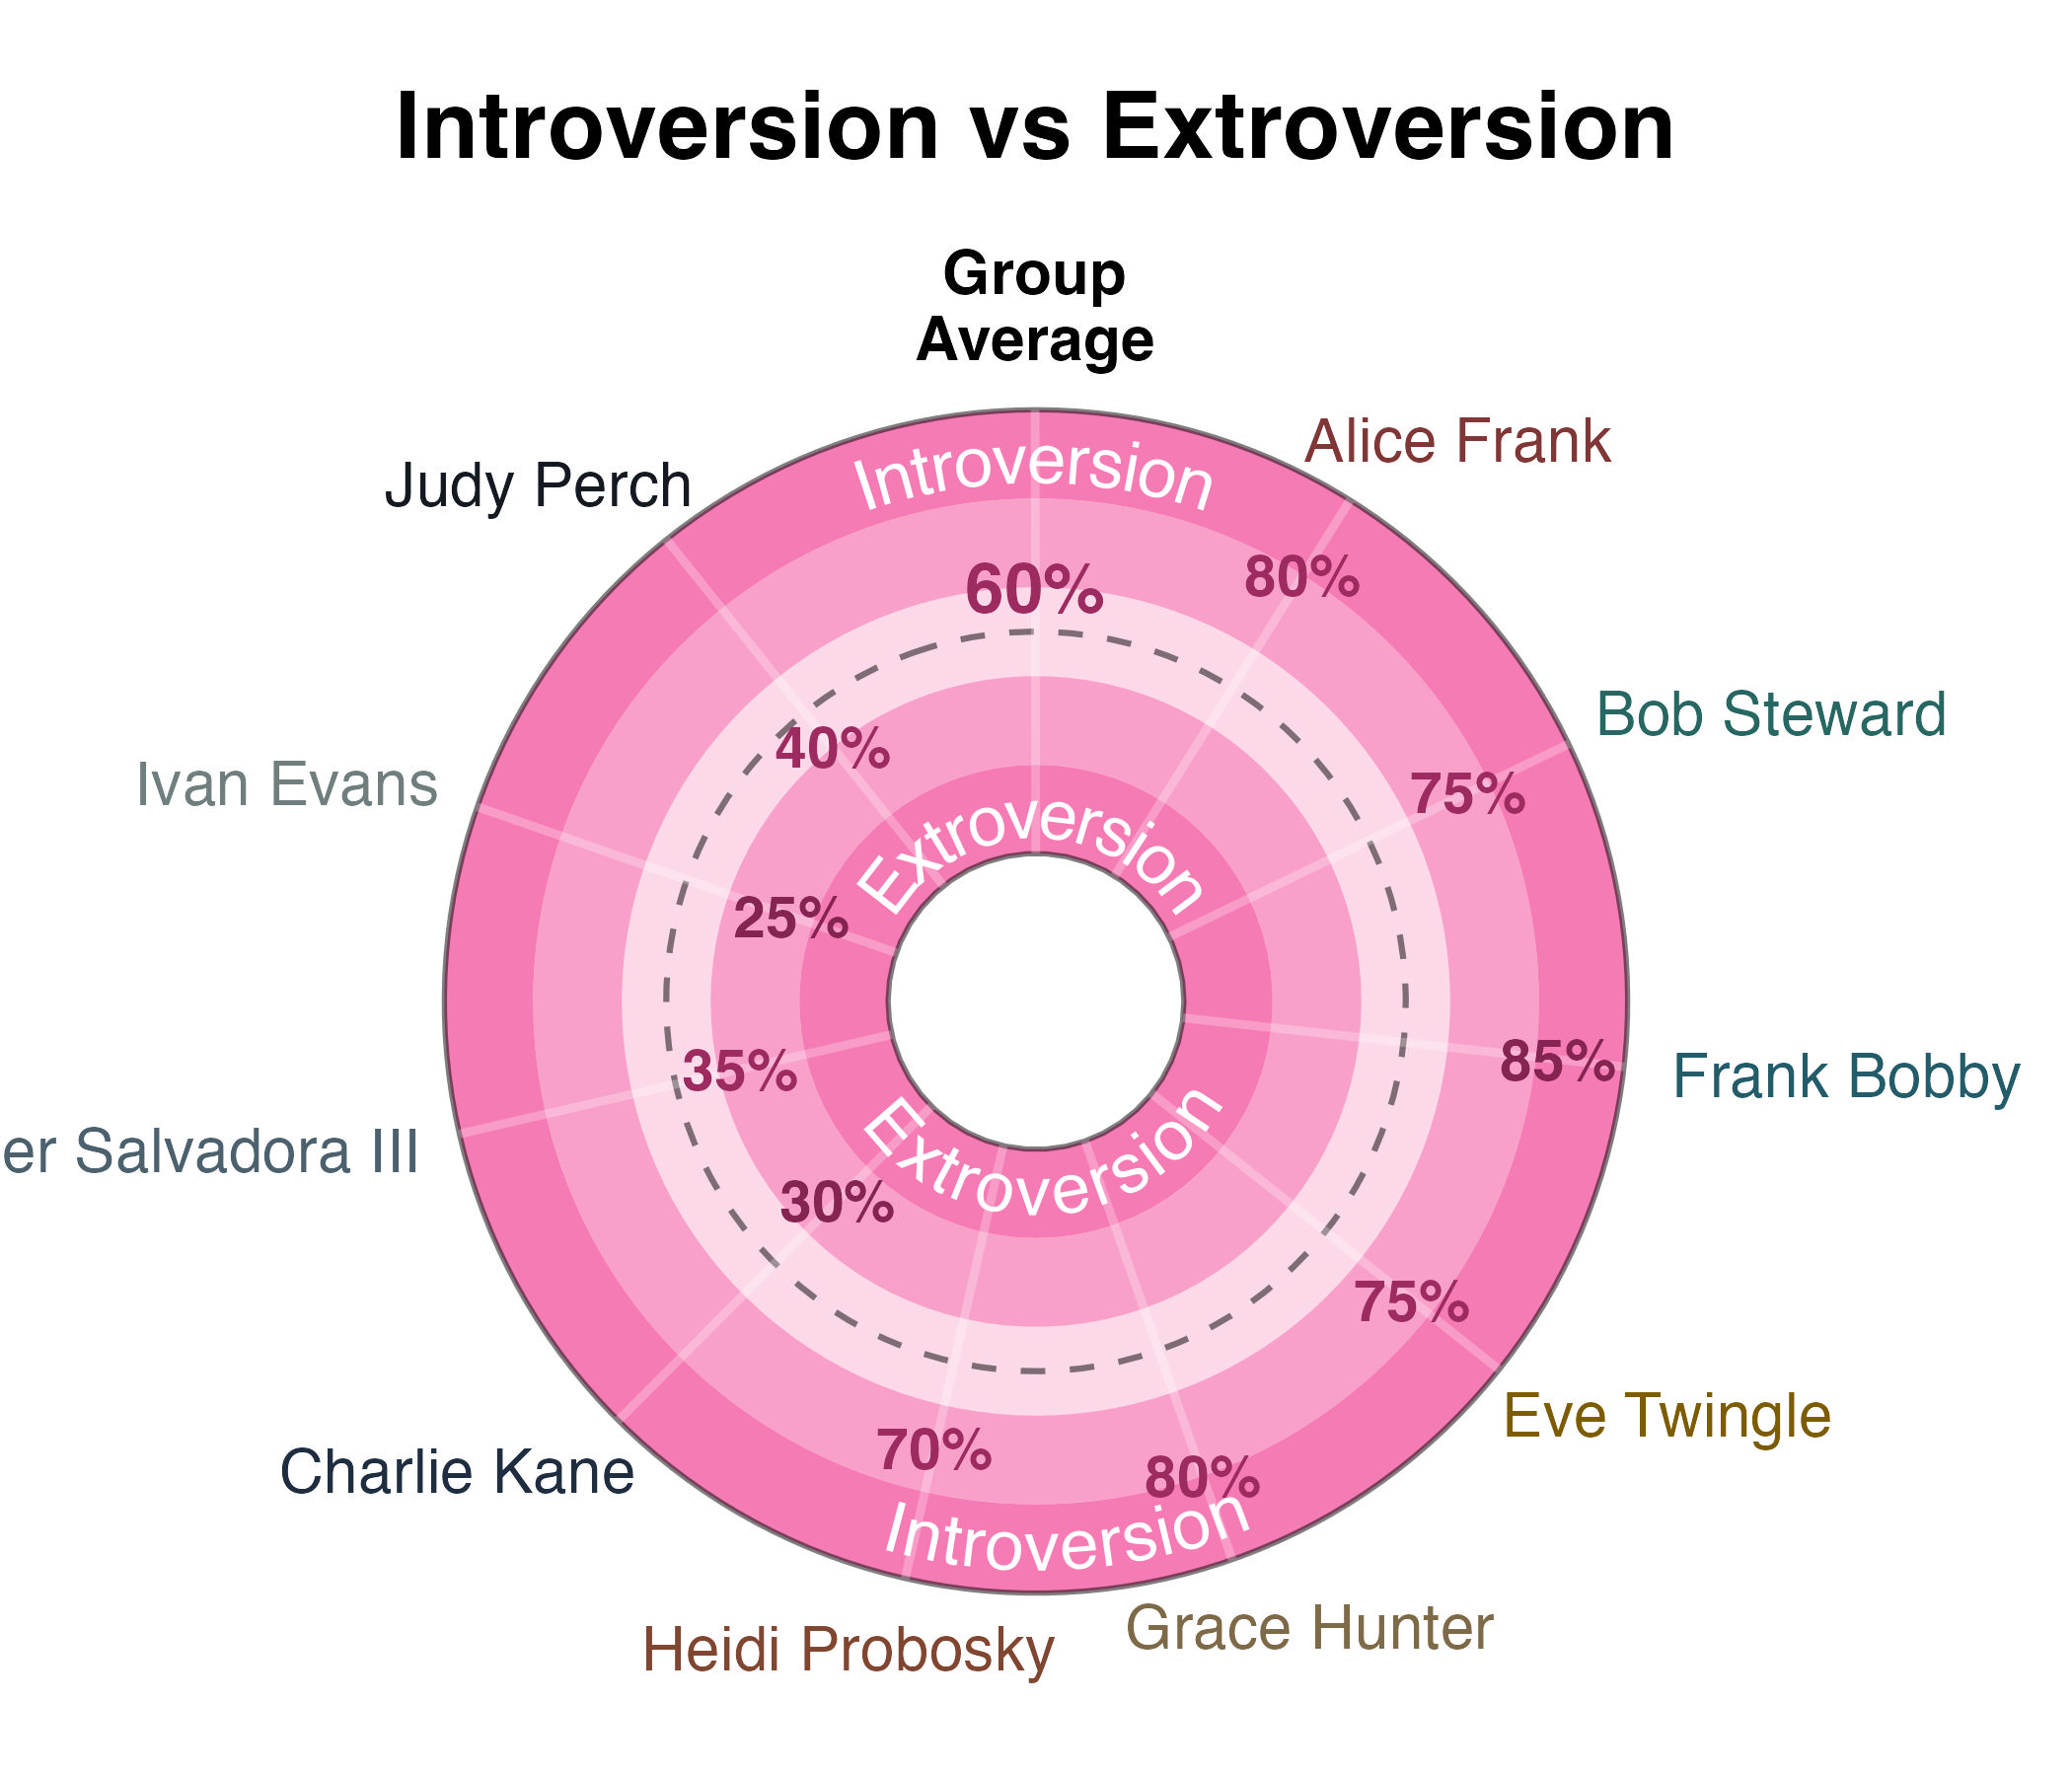 Introversion vs Extroversion
Group
Average
Alice Frank
Judy Perch
Introversion
60%
80%
Bob Steward
40%
75%
Ivan Evans
Extroversion
25%
85%
Frank Bobby
35%
er Salvadora III
Extroversion
30%
75%
Eve Twingle
Charlie Kane
70%
80%
Introversion
Grace Hunter
Heidi Probosky